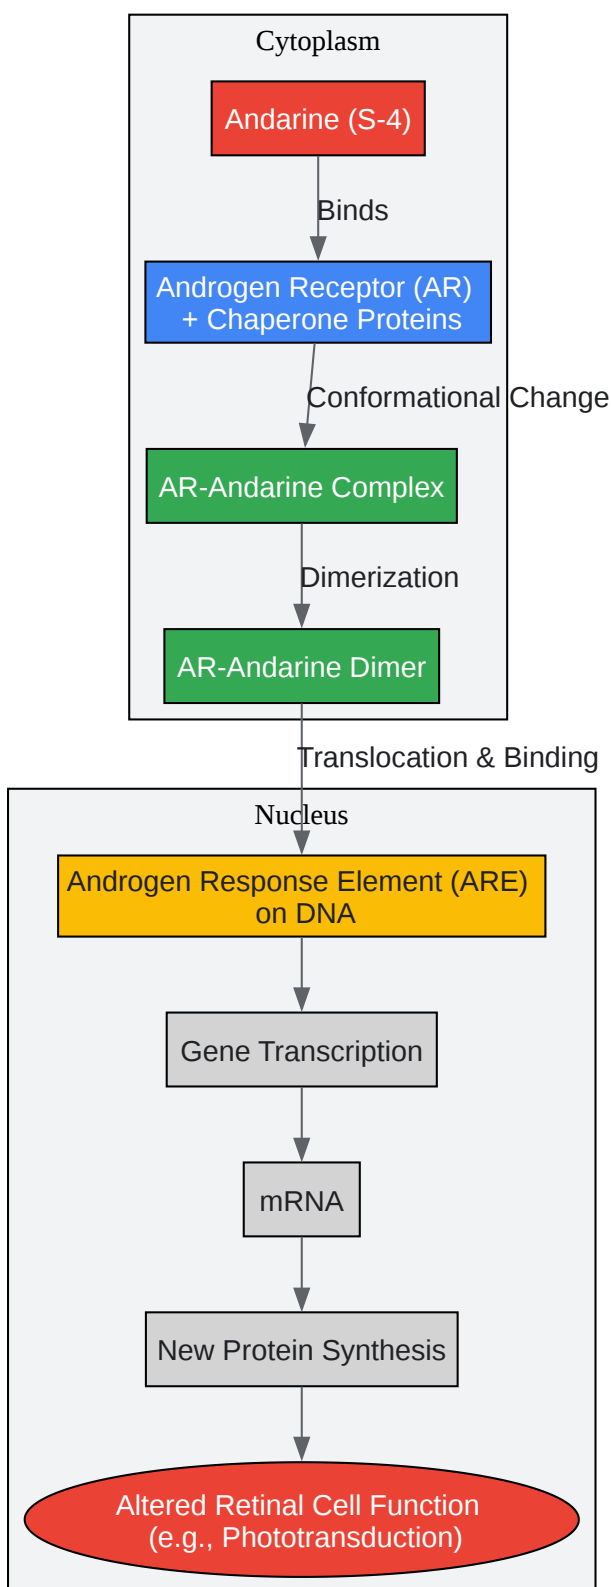 Cytoplasm
Andarine (S-4)
Binds
Androgen Receptor (AR)
+ Chaperone Proteins
Conformational Change
AR-Andarine Complex
Dimerization
AR-Andarine Dimer
Translocation & Binding
Nucleus
Androgen Response Element (ARE)
on DNA
Gene Transcription
mRNA
New Protein Synthesis
Altered Retinal Cell Function
(e.g., Phototransduction)